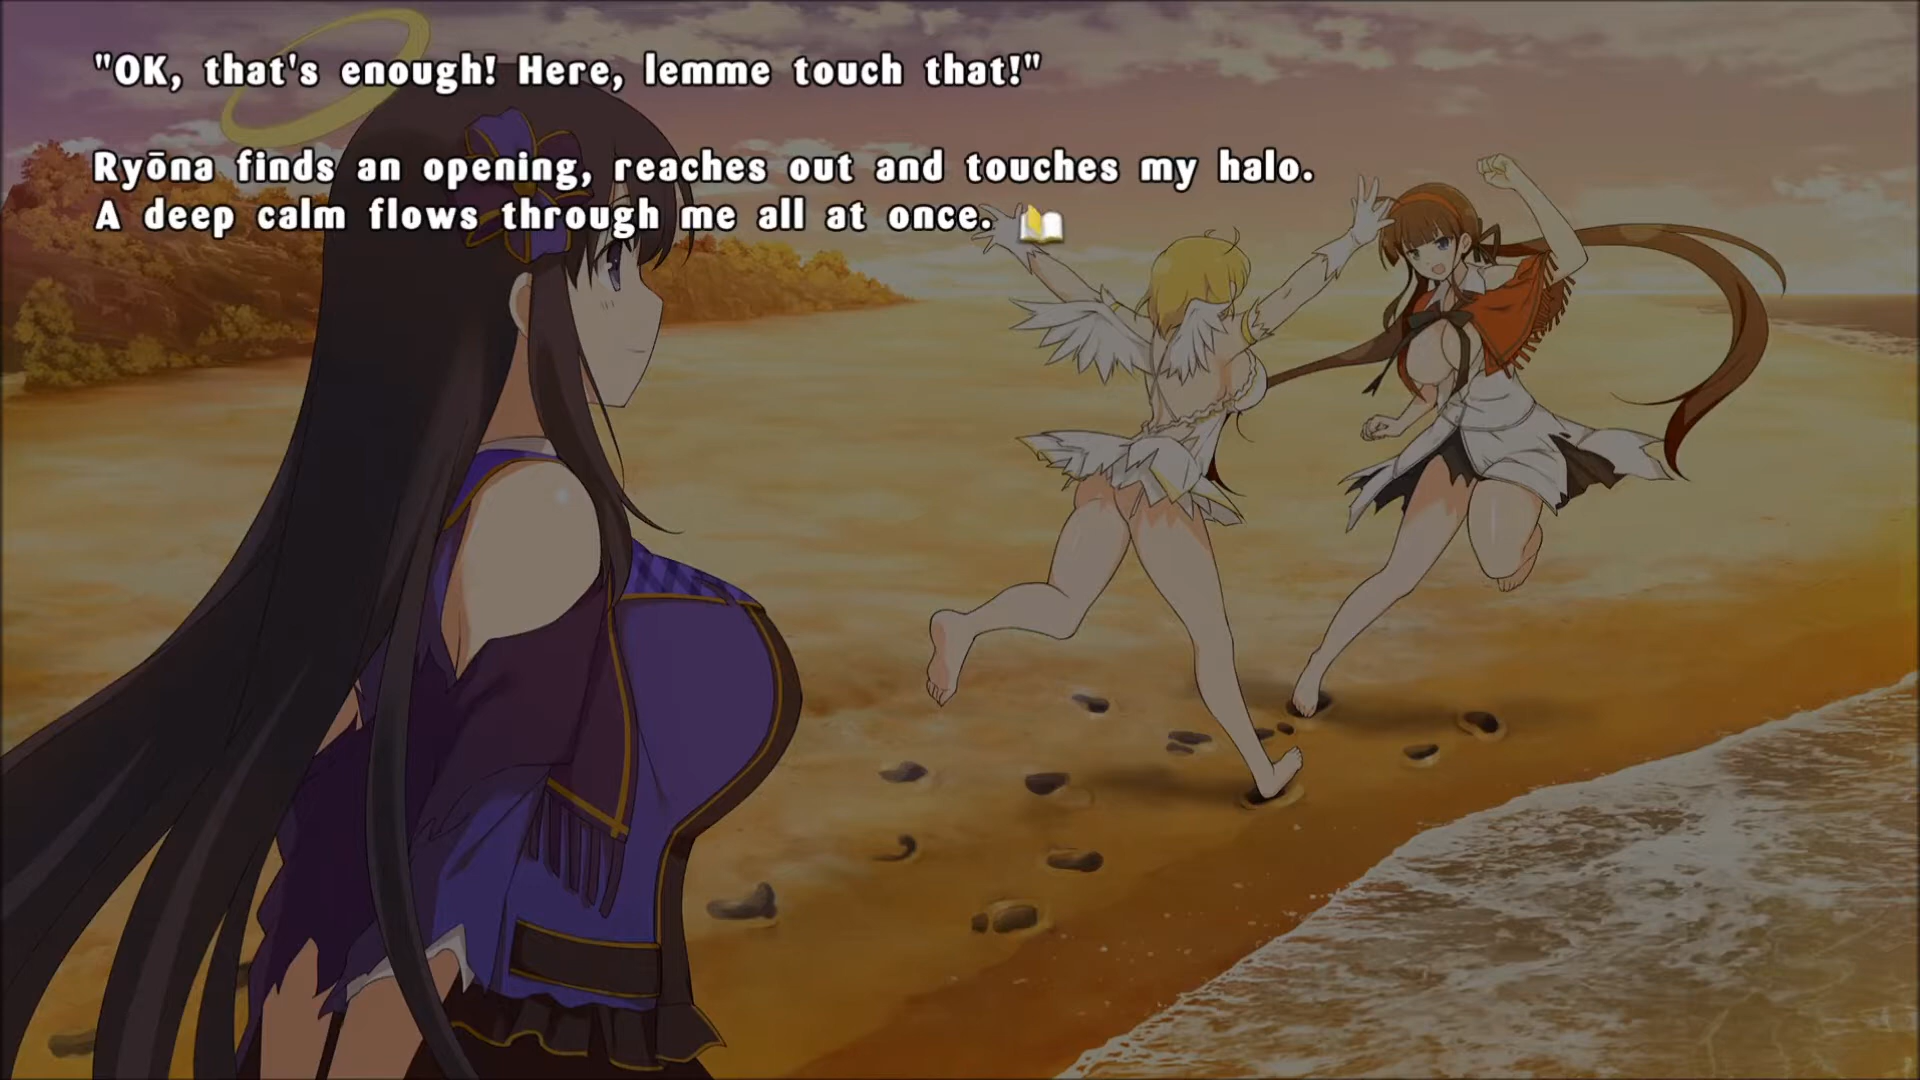 "OK, that's enough! Here, lemme touch that!"
Ryōna finds an opening, reaches out and touches my halo.
A deep calm flows through me all at once.